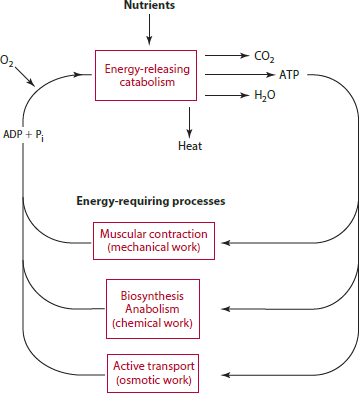 Nutrients
O₂
Energy-releasing
catabolism
CO₂
ATP
H₂O
ADP + Pᵢ
Heat
Energy-requiring processes
Muscular contraction
(mechanical work)
Biosynthesis
Anabolism
(chemical work)
Active transport
(osmotic work)